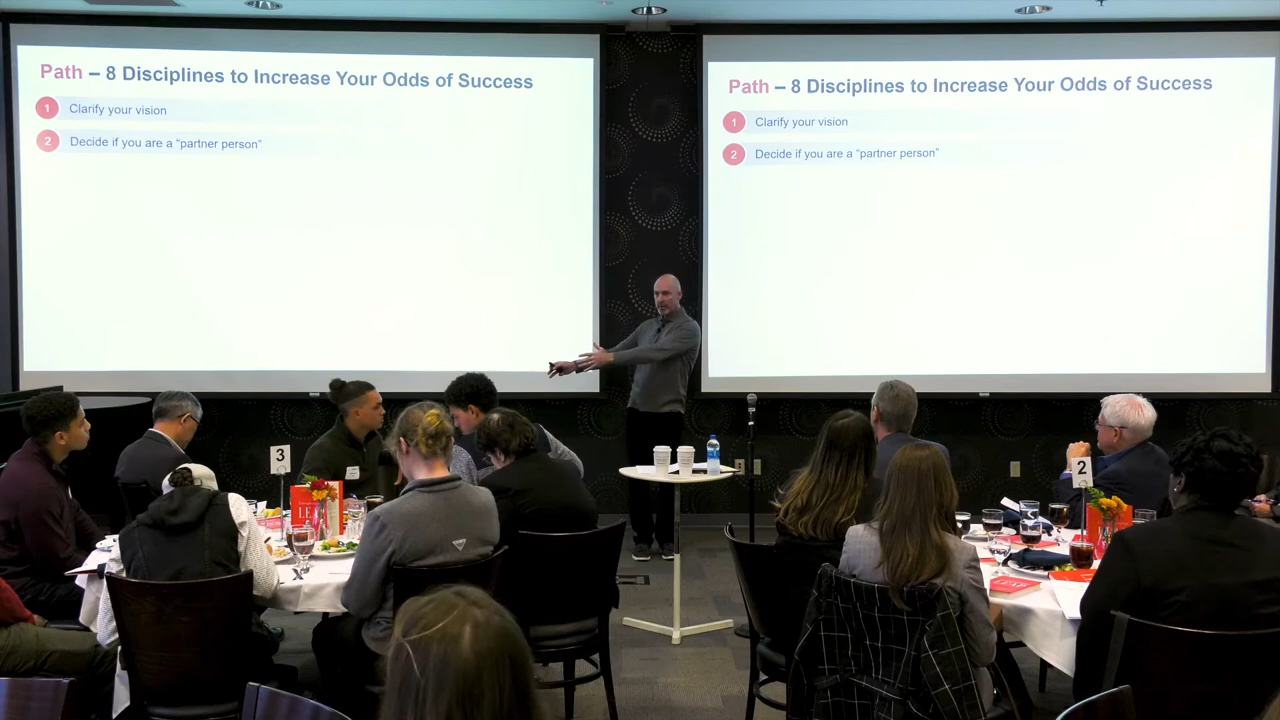 Path – 8 Disciplines to Increase Your Odds of Success
1 Clarify your vision
2 Decide if you are a “partner person”
Path – 8 Disciplines to Increase Your Odds of Success
1 Clarify your vision
2 Decide if you are a “partner person”
3
2
LEAP